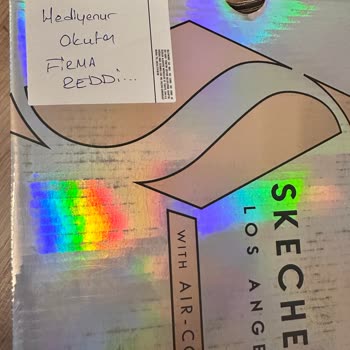 Hediyenur
Okutan
FİRMA
REDDİ...
SKECHE
LOS ANGE
WITH AIR-CO